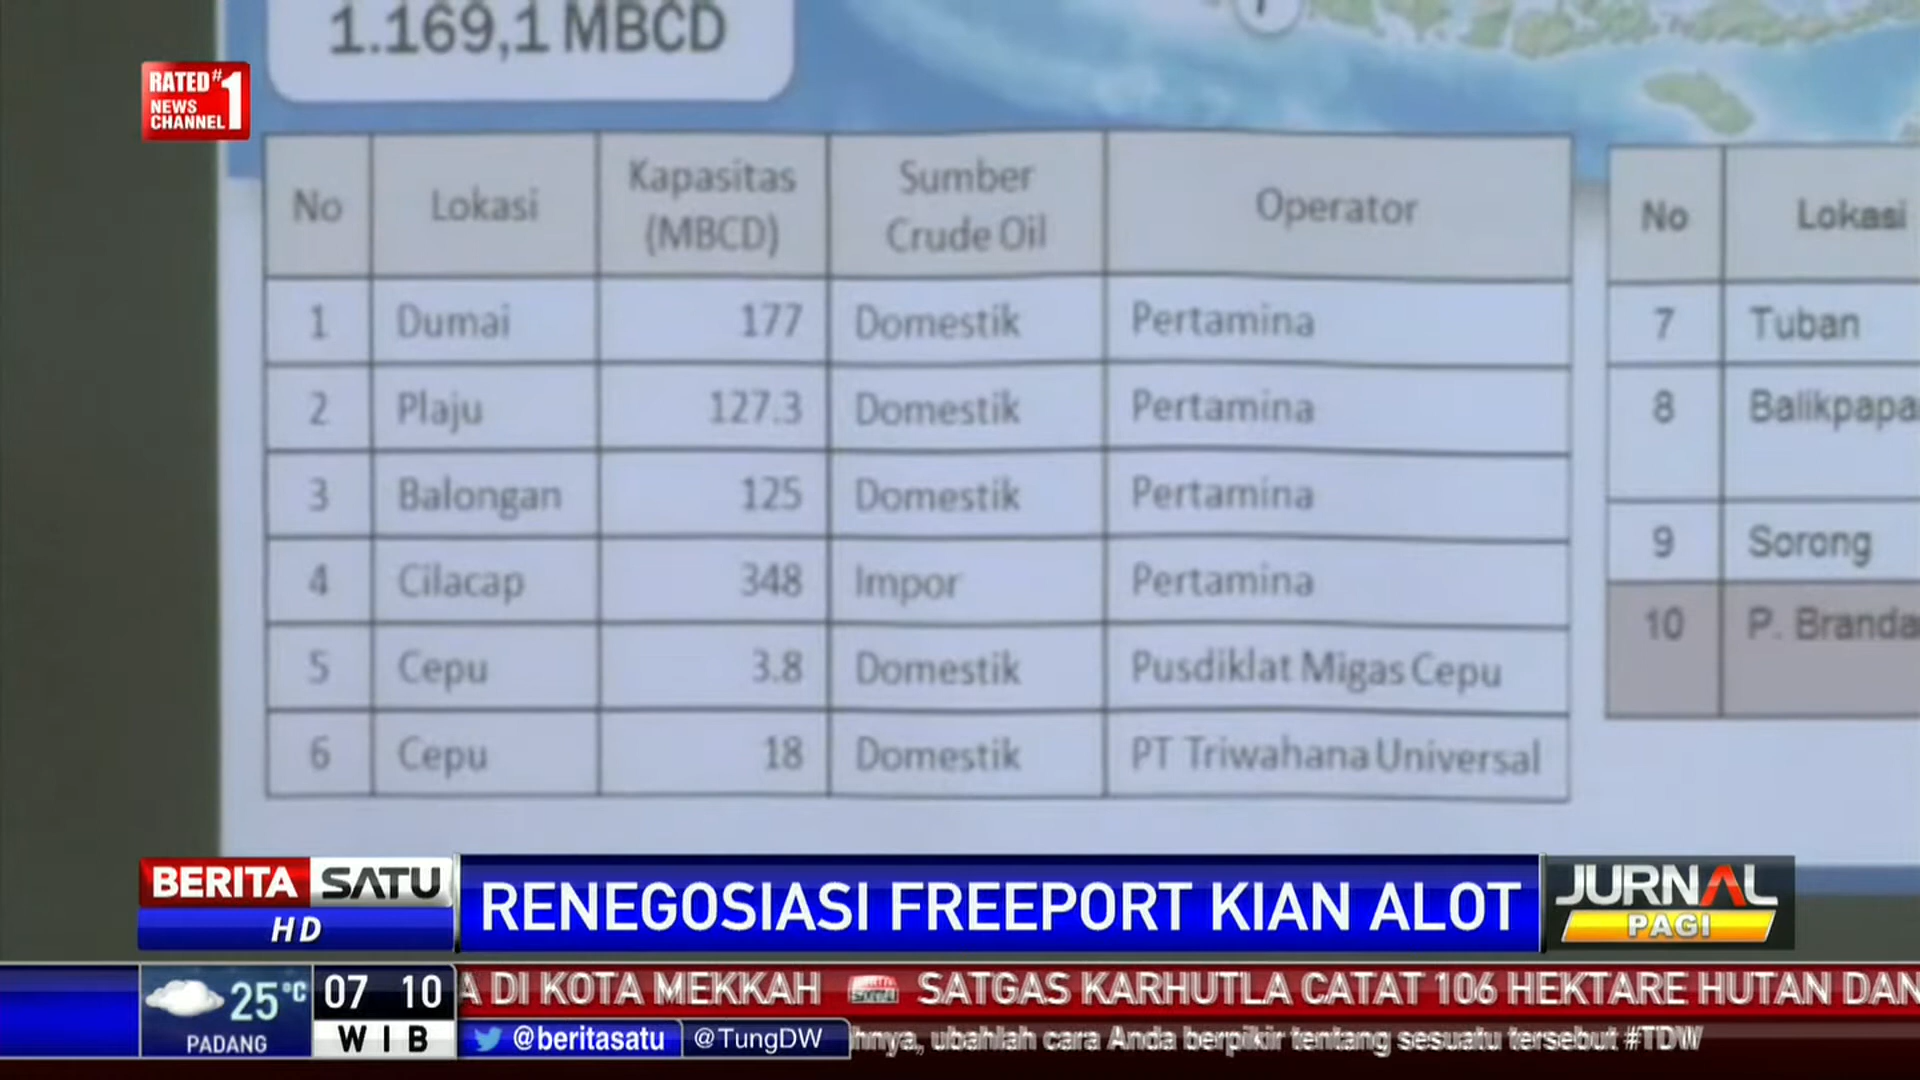 1.169,1 MBCD
RATED #1
NEWS
CHANNEL
No Lokasi Kapasitas (MBCD) Sumber Crude Oil Operator
1 Dumai 177 Domestik Pertamina
2 Plaju 127.3 Domestik Pertamina
3 Balongan 125 Domestik Pertamina
4 Cilacap 348 Impor Pertamina
5 Cepu 3.8 Domestik Pusdiklat Migas Cepu
6 Cepu 18 Domestik PT Triwahana Universal
No Lokasi
7 Tuban
8 Balikpapa
9 Sorong
10 P. Branda
BERITA SATU
HD
RENEGOSIASI FREEPORT KIAN ALOT
JURNAL
PAGI
25°C
PADANG
07 10
WIB
A DI KOTA MEKKAH SATGAS KARHUTLA CATAT 106 HEKTARE HUTAN DAN
@beritasatu @TungDW hnya, ubahlah cara Anda berpikir tentang sesuatu tersebut #TDW